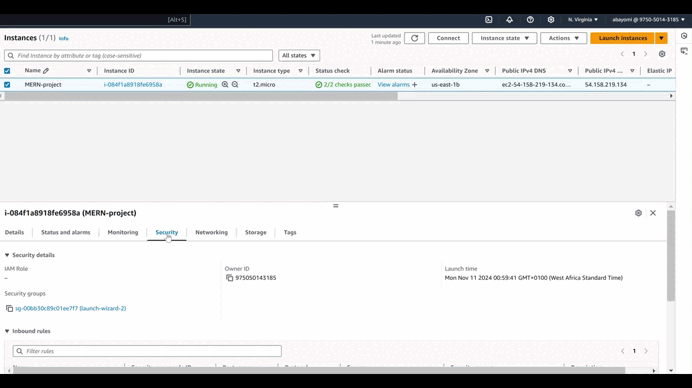 [Alt+S]
N. Virginia
abayomi @ 9750-5014-3185
Instances (1/1) Info
Last updated
1 minute ago
Connect
Instance state
Actions
Launch instances
Find Instance by attribute or tag (case-sensitive)
All states
1
Name Instance ID Instance state Instance type Status check Alarm status Availability Zone Public IPv4 DNS Public IPv4 ... Elastic IP
MERN-project i-084f1a8918fe6958a Running t2.micro 2/2 checks passec View alarms + us-east-1b ec2-54-158-219-134.co... 54.158.219.134 –
i-084f1a8918fe6958a (MERN-project)
Details Status and alarms Monitoring Security Networking Storage Tags
Security details
IAM Role
–
Owner ID
975050143185
Launch time
Mon Nov 11 2024 00:59:41 GMT+0100 (West Africa Standard Time)
Security groups
sg-00bb30c89c01ee7f7 (launch-wizard-2)
Inbound rules
Filter rules
1